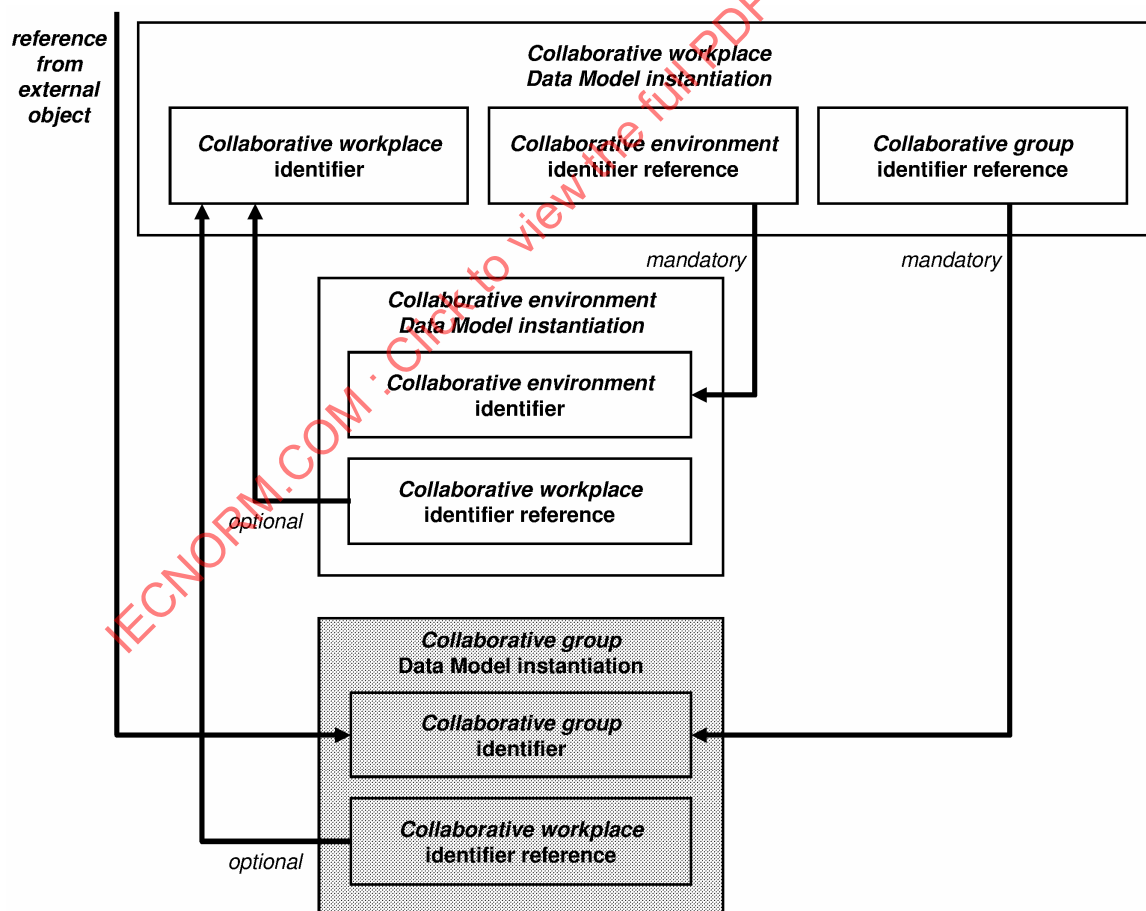 reference
from
external
object
Collaborative workplace
Data Model instantiation
Collaborative workplace
identifier
Collaborative environment
identifier reference
Collaborative group
identifier reference
mandatory
mandatory
Collaborative environment
Data Model instantiation
Collaborative environment
identifier
Collaborative workplace
identifier reference
optional
Collaborative group
Data Model instantiation
Collaborative group
identifier
Collaborative workplace
identifier reference
optional
IECNORM.COM : Click to view the full PDF